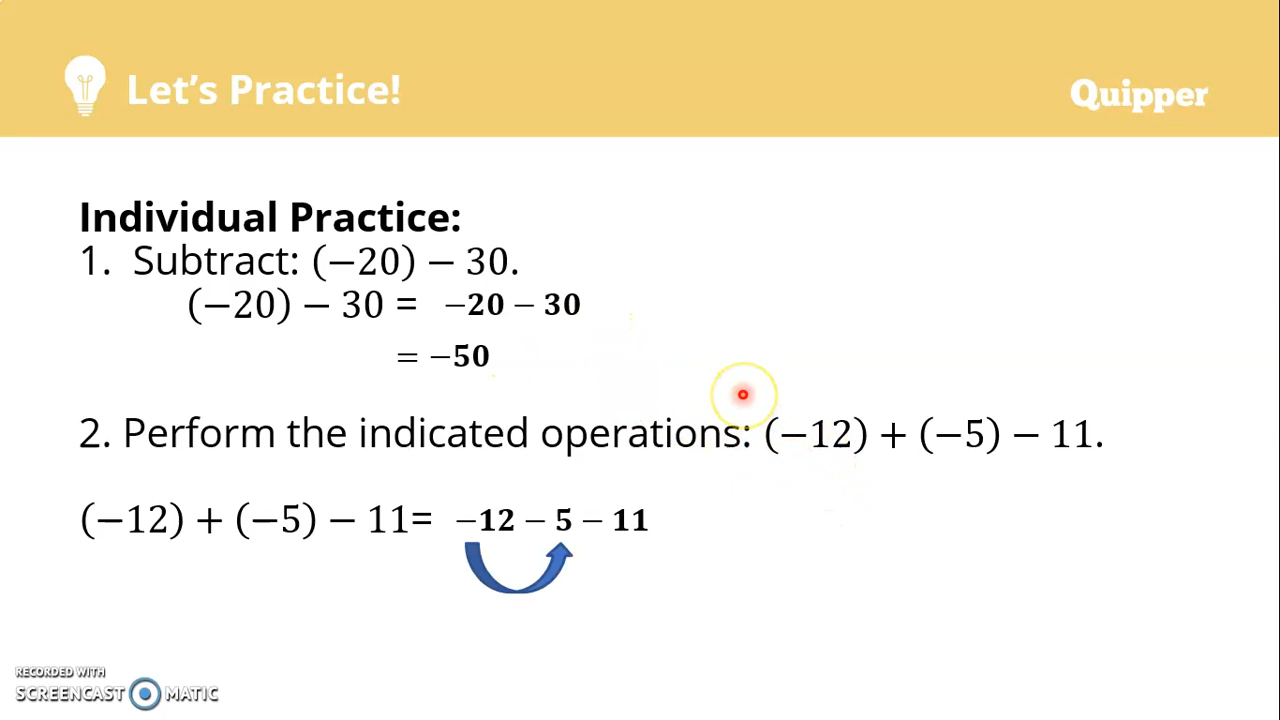 Let's Practice!
Quipper
Individual Practice:
1. Subtract: (−20) − 30.
(−20) − 30 = −20 − 30
= −50
2. Perform the indicated operations: (−12) + (−5) − 11.
(−12) + (−5) − 11= −12 − 5 − 11
RECORDED WITH
SCREENCAST MATIC